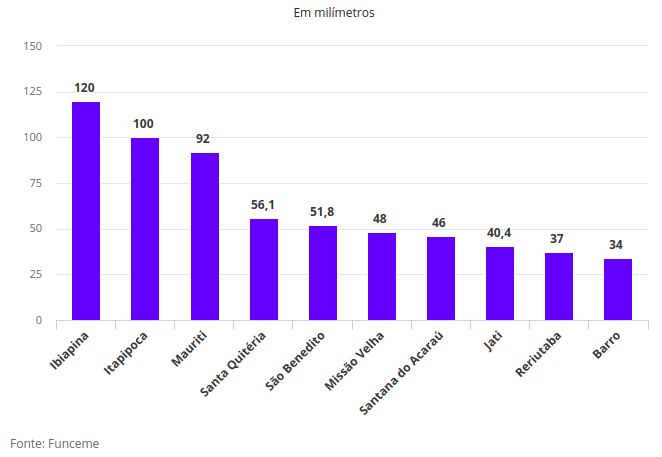 Em milímetros
150
125
100
75
50
25
0
120
100
92
56,1
51,8
48
46
40,4
37
34
Ibiapina
Itapipoca
Mauriti
Santa Quitéria
São Benedito
Missão Velha
Santana do Acaraú
Jati
Reriutaba
Barro
Fonte: Funceme